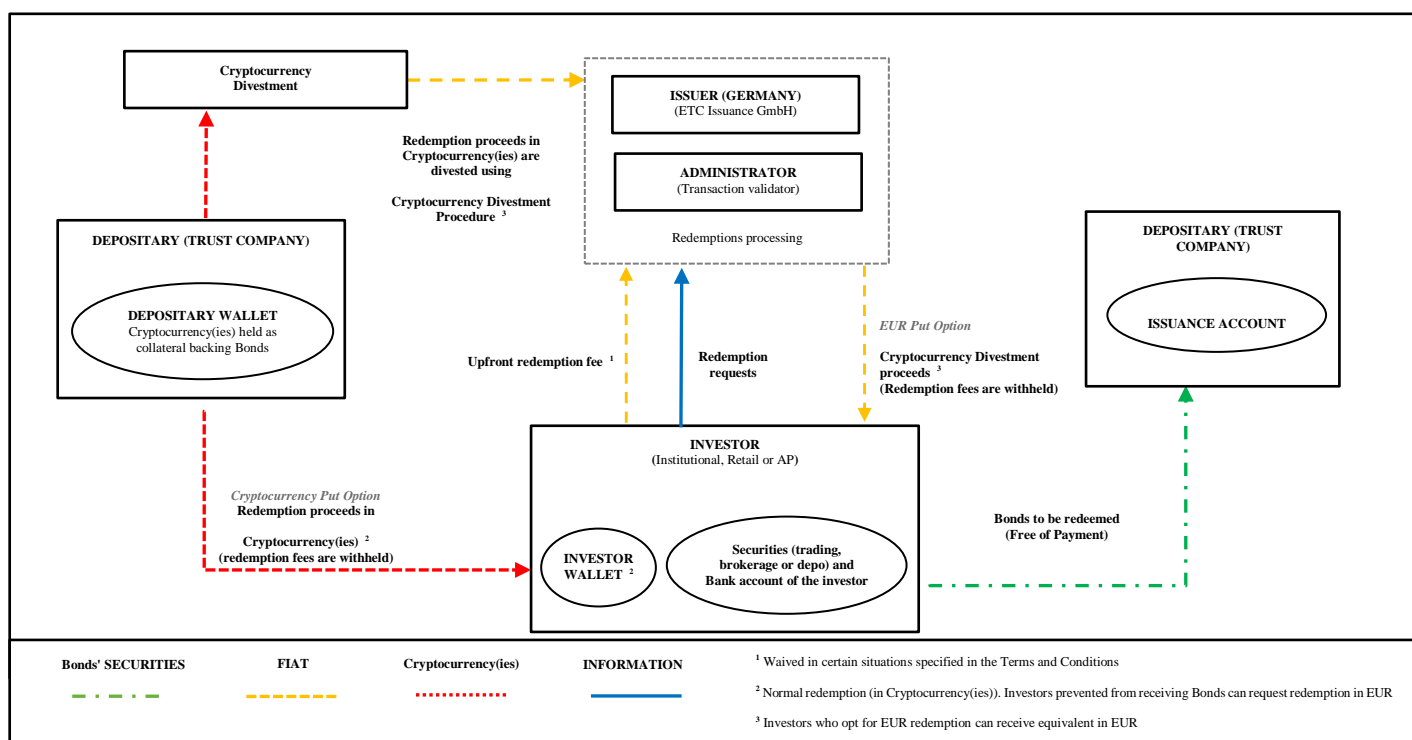 Cryptocurrency
Divestment
ISSUER (GERMANY)
(ETC Issuance GmbH)
ADMINISTRATOR
(Transaction validator)
Redemptions processing
Redemption proceeds in
Cryptocurrency(ies) are
divested using
Cryptocurrency Divestment
Procedure 3
DEPOSITARY (TRUST COMPANY)
DEPOSITARY WALLET
Cryptocurrency(ies) held as
collateral backing Bonds
DEPOSITARY (TRUST
COMPANY)
ISSUANCE ACCOUNT
Upfront redemption fee 1
Redemption
requests
EUR Put Option
Cryptocurrency Divestment
proceeds 3
(Redemption fees are withheld)
INVESTOR
(Institutional, Retail or AP)
INVESTOR
WALLET 2
Securities (trading,
brokerage or depo) and
Bank account of the investor
Cryptocurrency Put Option
Redemption proceeds in
Cryptocurrency(ies) 2
(redemption fees are withheld)
Bonds to be redeemed
(Free of Payment)
Bonds' SECURITIES
FIAT
Cryptocurrency(ies)
INFORMATION
1 Waived in certain situations specified in the Terms and Conditions
2 Normal redemption (in Cryptocurrency(ies)). Investors prevented from receiving Bonds can request redemption in EUR
3 Investors who opt for EUR redemption can receive equivalent in EUR